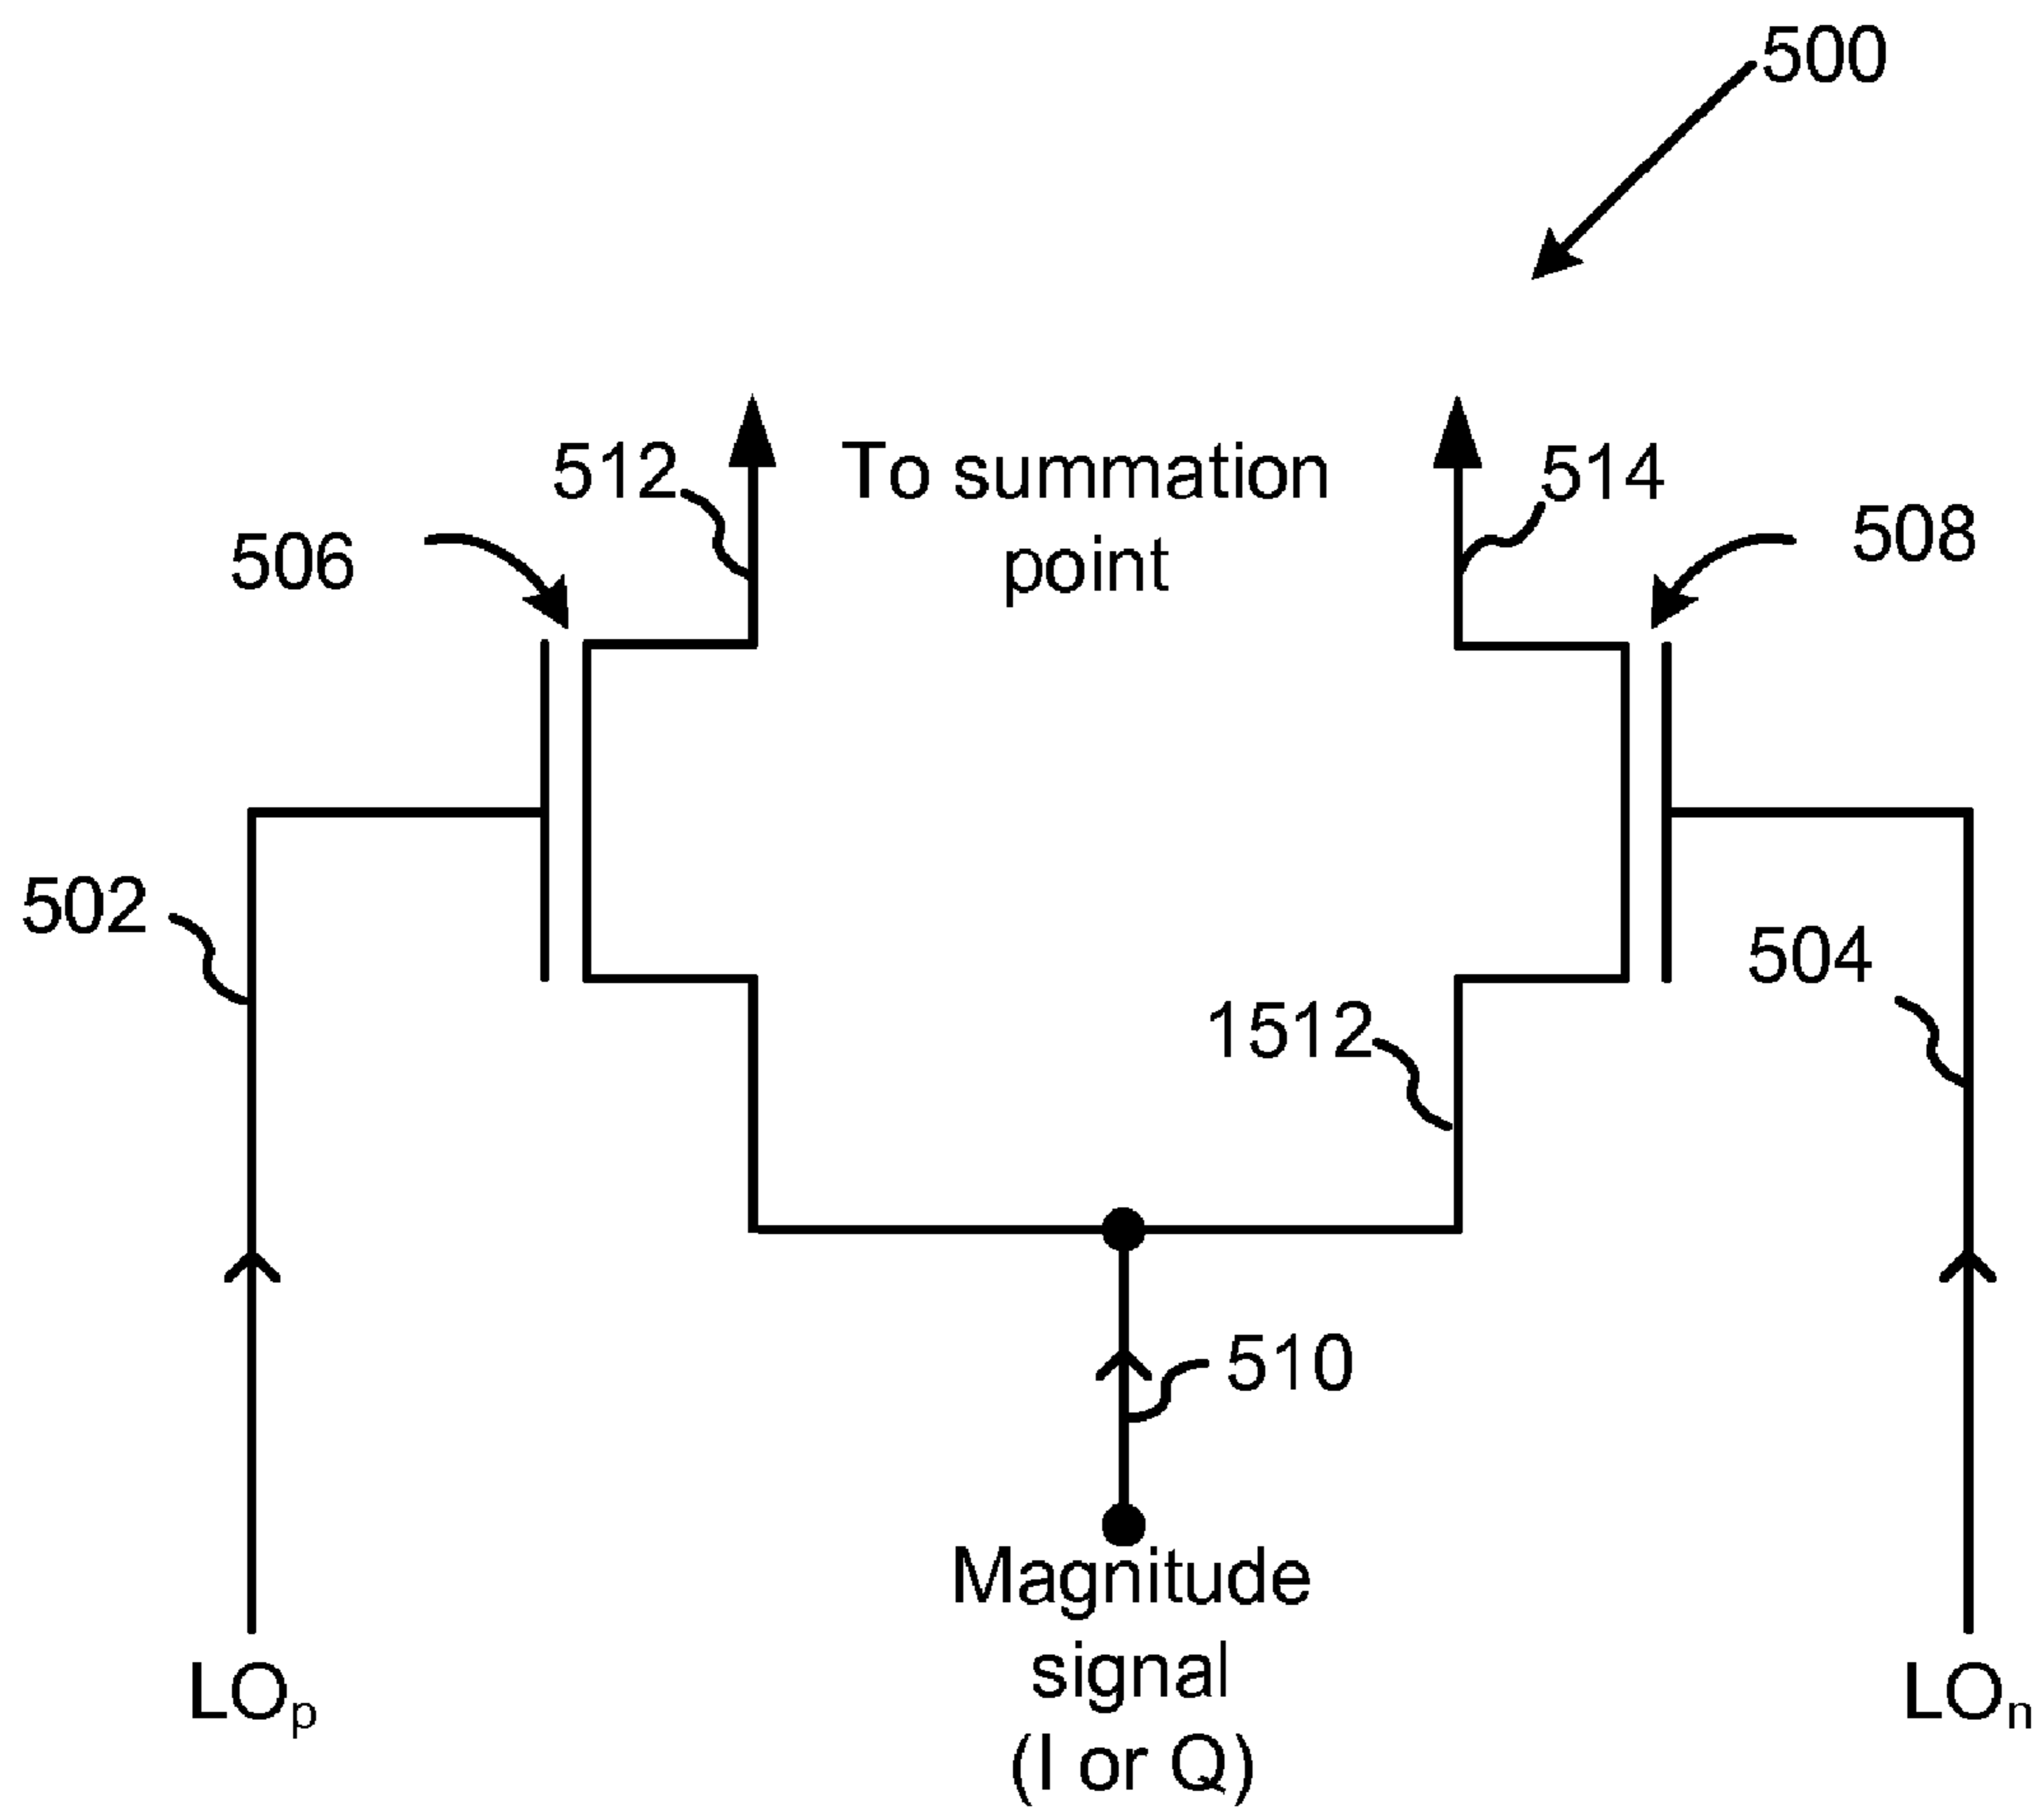 500
512
To summation
514
506
point
508
502
504
1512
510
Magnitude
signal
(I or Q)
LOp
LOn